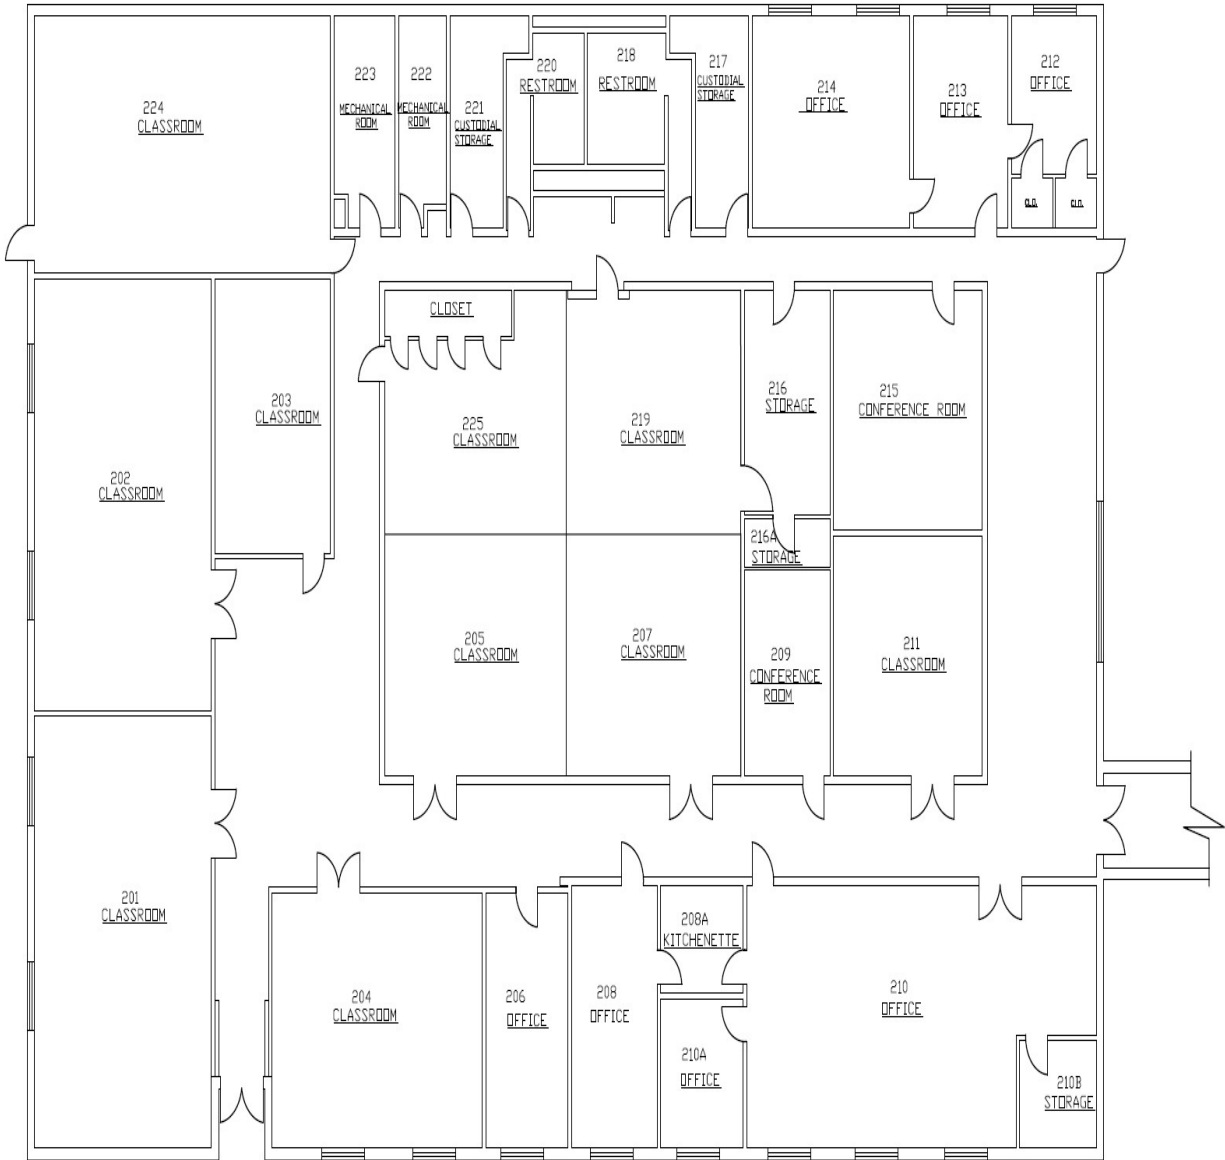 224
CLASSROOM
223
MECHANICAL
ROOM
222
MECHANICAL
ROOM
221
CUSTODIAL
STORAGE
220
RESTROOM
218
RESTROOM
217
CUSTODIAL
STORAGE
214
OFFICE
213
OFFICE
212
OFFICE
CLO.
CLO.
CLOSET
203
CLASSROOM
225
CLASSROOM
219
CLASSROOM
216
STORAGE
215
CONFERENCE ROOM
202
CLASSROOM
216A
STORAGE
205
CLASSROOM
207
CLASSROOM
209
CONFERENCE
ROOM
211
CLASSROOM
201
CLASSROOM
204
CLASSROOM
206
OFFICE
208
OFFICE
208A
KITCHENETTE
210A
OFFICE
210
OFFICE
210B
STORAGE